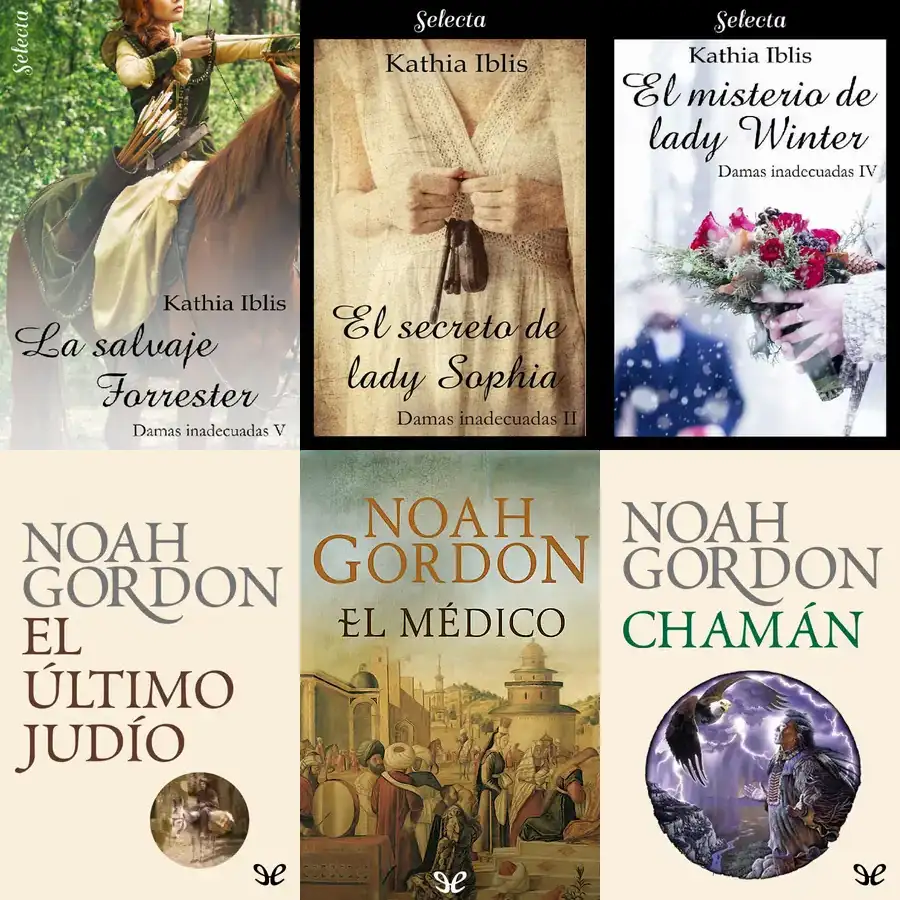 Selecta
Kathia Iblis
La salvaje
Forrester
Damas inadecuadas V
Selecta
Kathia Iblis
El secreto de
lady Sophia
Damas inadecuadas II
Selecta
Kathia Iblis
El misterio de
lady Winter
Damas inadecuadas IV
NOAH
GORDON
EL
ÚLTIMO
JUDÍO
NOAH
GORDON
EL MÉDICO
NOAH
GORDON
CHAMÁN